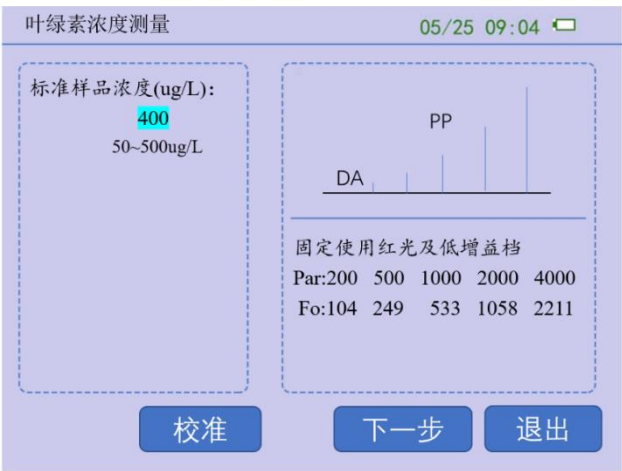 叶绿素浓度测量
05/25 09:04
标准样品浓度(ug/L):
400
50~500ug/L
PP
DA
固定使用红光及低增益档
Par:200 500 1000 2000 4000
Fo:104 249 533 1058 2211
校准
下一步
退出